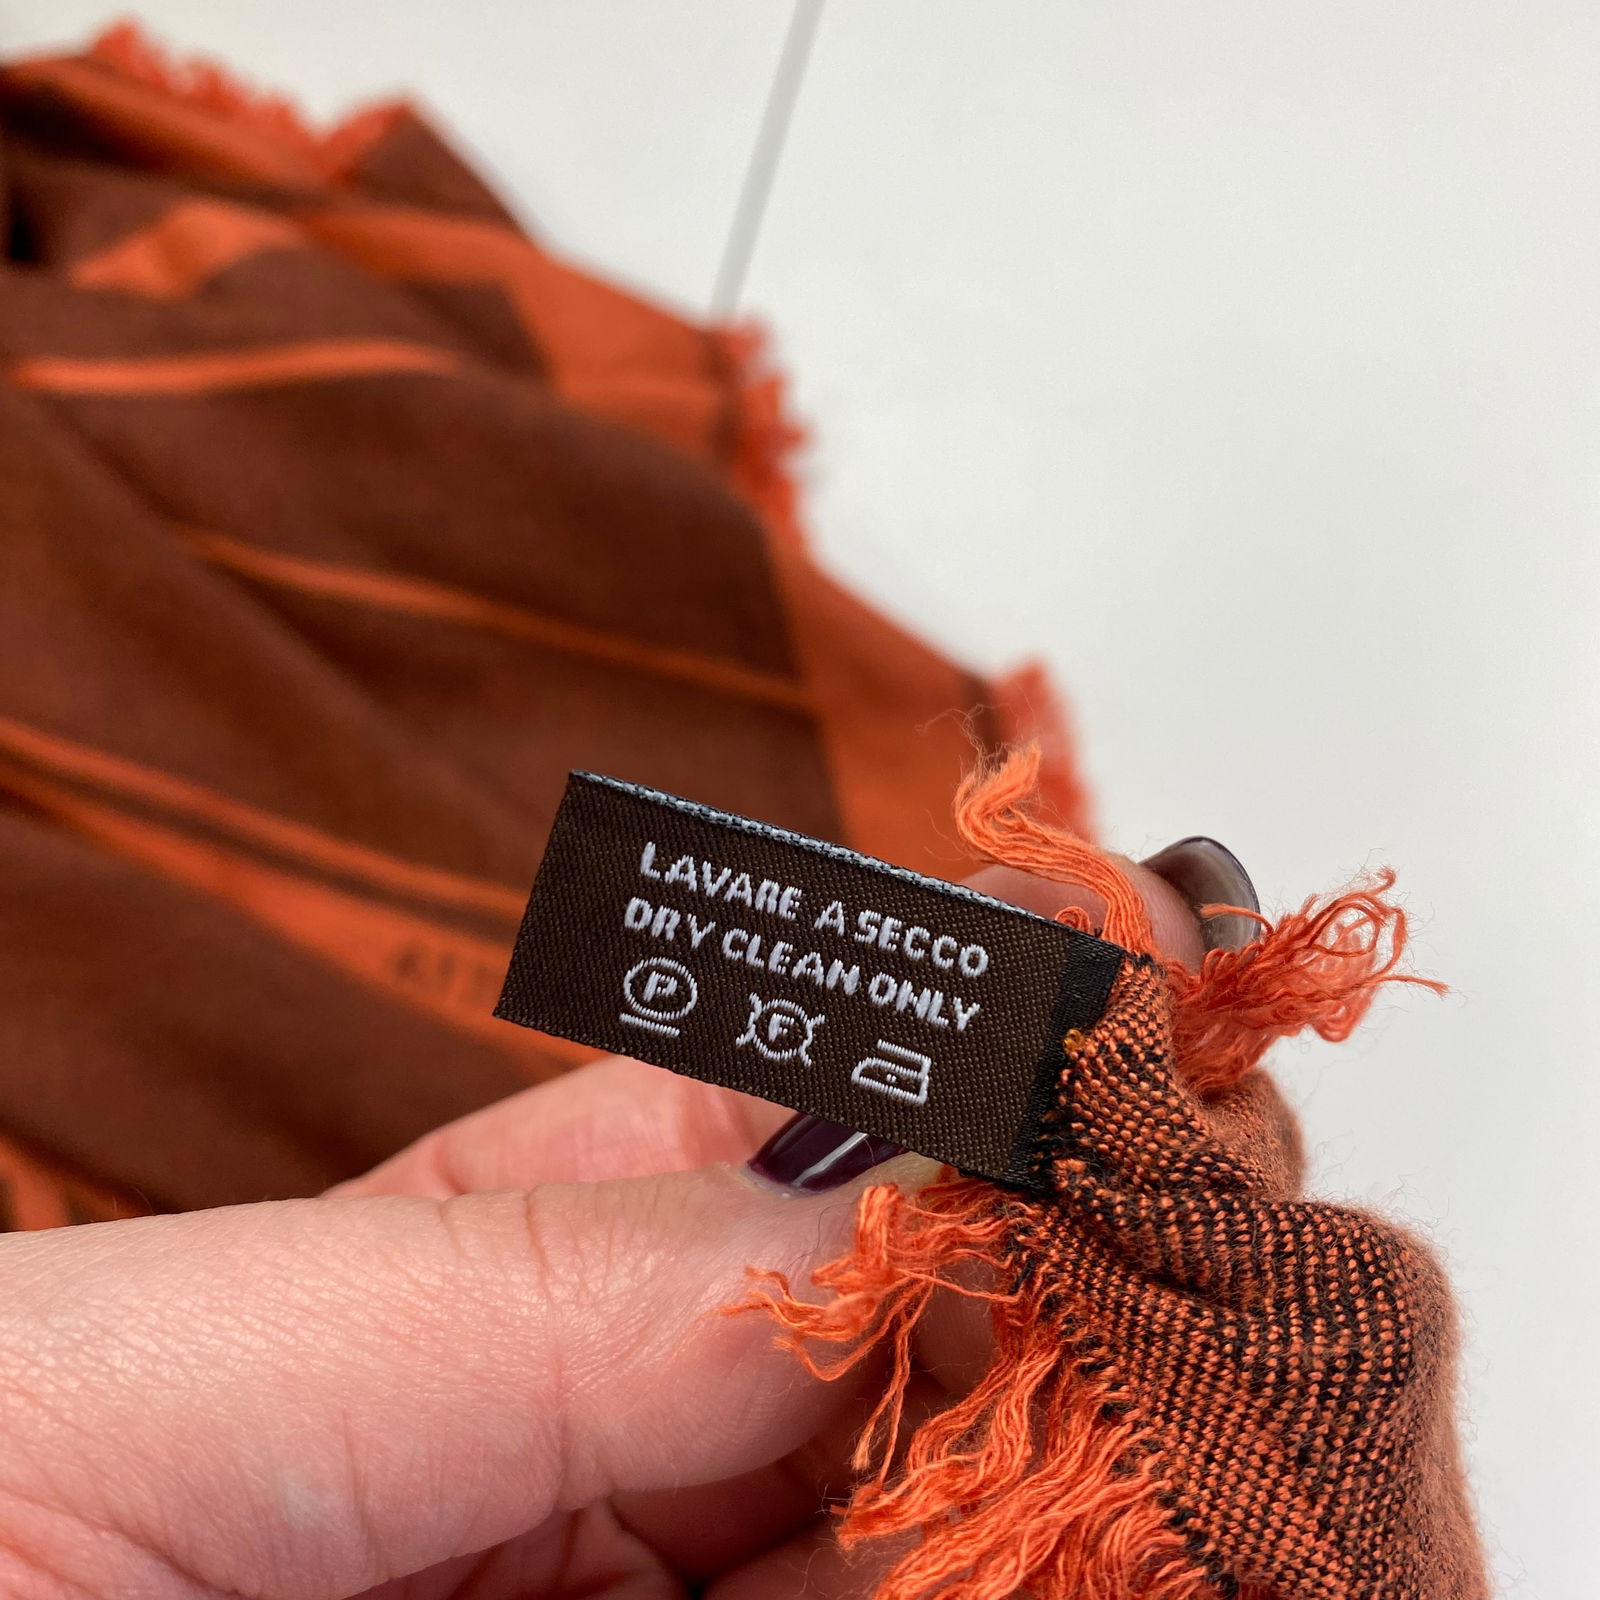 LAVARE A SECCO
DRY CLEAN ONLY
P F